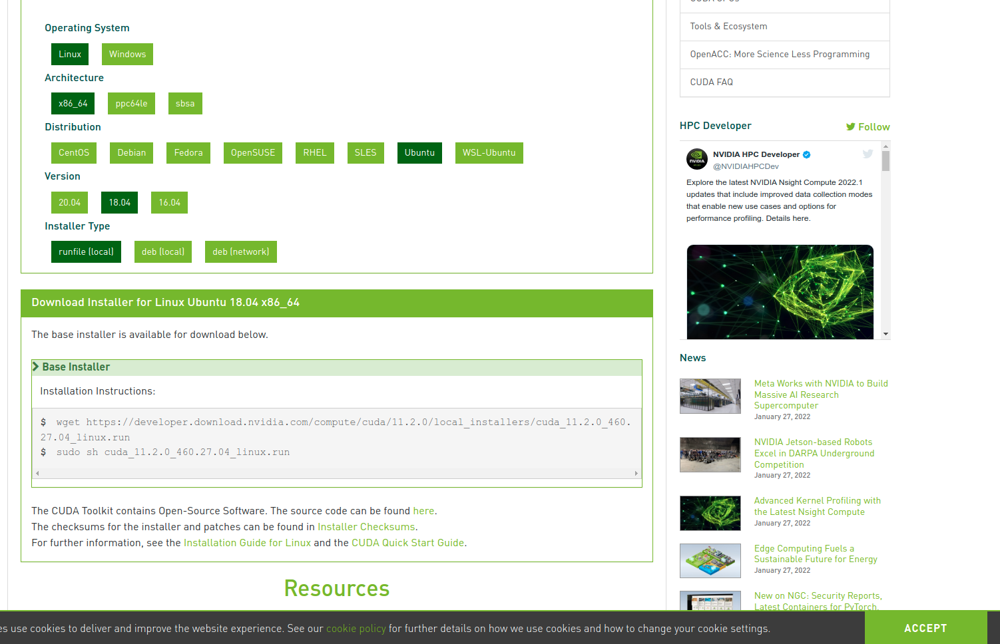 Operating System
Linux Windows
Architecture
x86_64 ppc64le sbsa
Distribution
CentOS Debian Fedora OpenSUSE RHEL SLES Ubuntu WSL-Ubuntu
Version
20.04 18.04 16.04
Installer Type
runfile (local) deb (local) deb (network)
Download Installer for Linux Ubuntu 18.04 x86_64
The base installer is available for download below.
Base Installer
Installation Instructions:
$ wget https://developer.download.nvidia.com/compute/cuda/11.2.0/local_installers/cuda_11.2.0_460.
27.04_linux.run
$ sudo sh cuda_11.2.0_460.27.04_linux.run
The CUDA Toolkit contains Open-Source Software. The source code can be found here.
The checksums for the installer and patches can be found in Installer Checksums.
For further information, see the Installation Guide for Linux and the CUDA Quick Start Guide.
Resources
Tools & Ecosystem
OpenACC: More Science Less Programming
CUDA FAQ
HPC Developer Follow
NVIDIA HPC Developer
@NVIDIAHPCDev
Explore the latest NVIDIA Nsight Compute 2022.1
updates that include improved data collection modes
that enable new use cases and options for
performance profiling. Details here.
News
Meta Works with NVIDIA to Build
Massive AI Research
Supercomputer
January 27, 2022
NVIDIA Jetson-based Robots
Excel in DARPA Underground
Competition
January 27, 2022
Advanced Kernel Profiling with
the Latest Nsight Compute
January 27, 2022
Edge Computing Fuels a
Sustainable Future for Energy
January 27, 2022
New on NGC: Security Reports,
Latest Containers for PyTorch,
es use cookies to deliver and improve the website experience. See our cookie policy for further details on how we use cookies and how to change your cookie settings.
ACCEPT